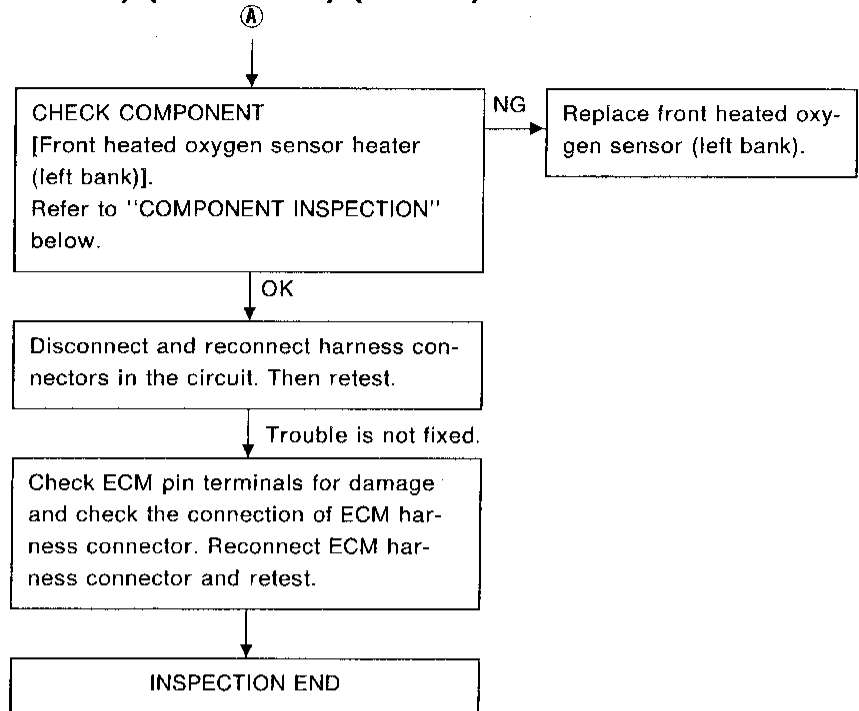 A
CHECK COMPONENT
[Front heated oxygen sensor heater
(left bank)].
Refer to "COMPONENT INSPECTION"
below.
NG
Replace front heated oxy-
gen sensor (left bank).
OK
Disconnect and reconnect harness con-
nectors in the circuit. Then retest.
Trouble is not fixed.
Check ECM pin terminals for damage
and check the connection of ECM har-
ness connector. Reconnect ECM har-
ness connector and retest.
INSPECTION END